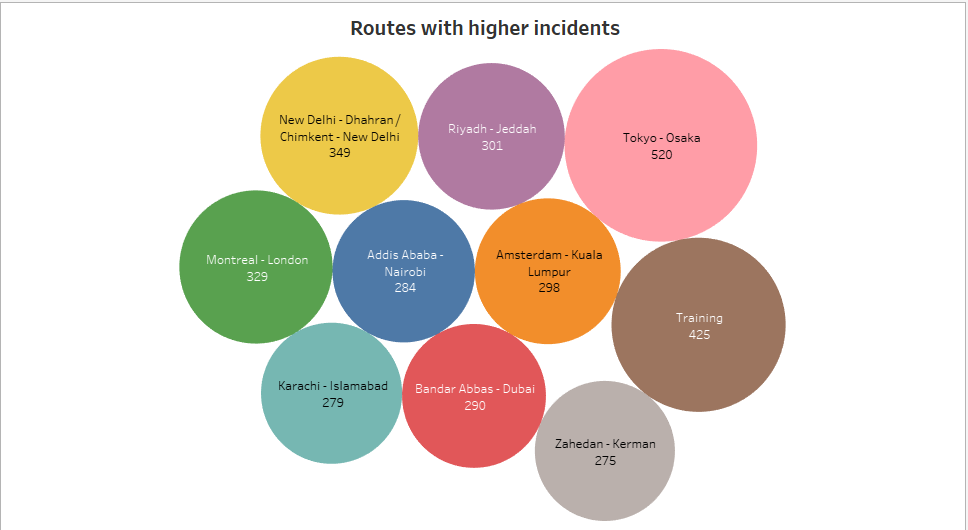 Routes with higher incidents
New Delhi - Dhahran /
Chimkent - New Delhi
349
Riyadh - Jeddah
301
Tokyo - Osaka
520
Montreal - London
329
Addis Ababa -
Nairobi
284
Amsterdam - Kuala
Lumpur
298
Training
425
Karachi - Islamabad
279
Bandar Abbas - Dubai
290
Zahedan - Kerman
275